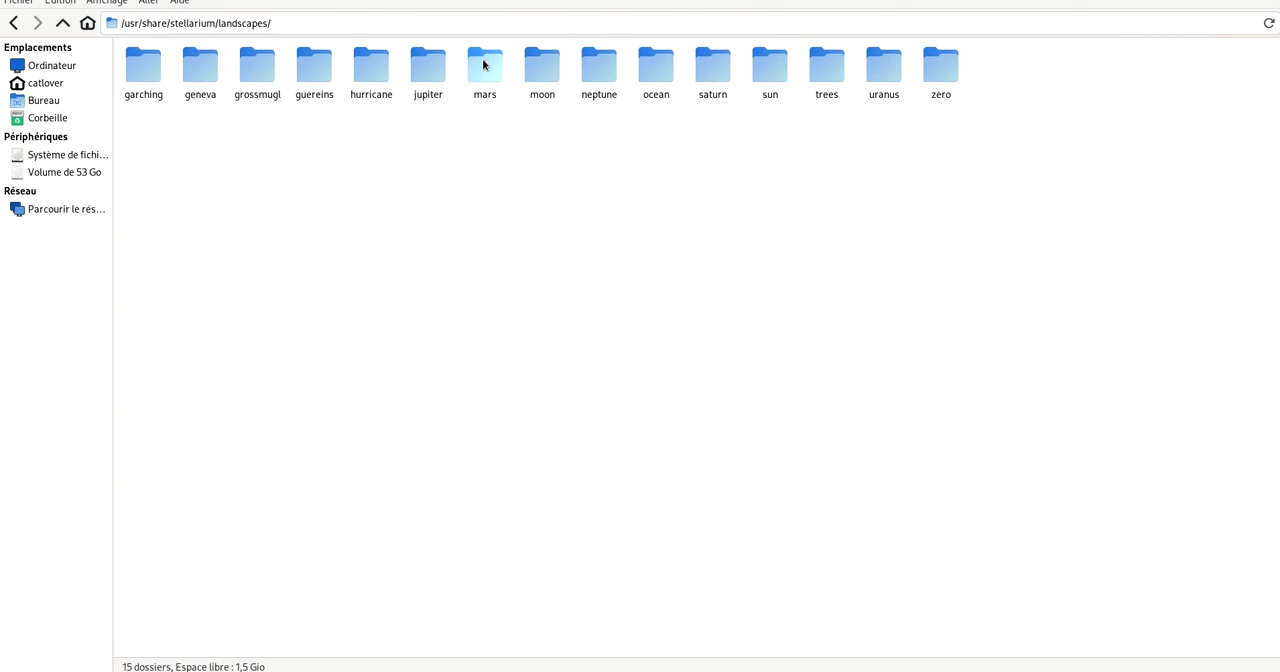 Fichier Édition Affichage Aller Aide
/usr/share/stellarium/landscapes/
Emplacements
Ordinateur
catlover
Bureau
Corbeille
Périphériques
Système de fichi...
Volume de 53 Go
Réseau
Parcourir le rés...
garching geneva grossmugl guereins hurricane jupiter mars moon neptune ocean saturn sun trees uranus zero
15 dossiers, Espace libre : 1,5 Gio